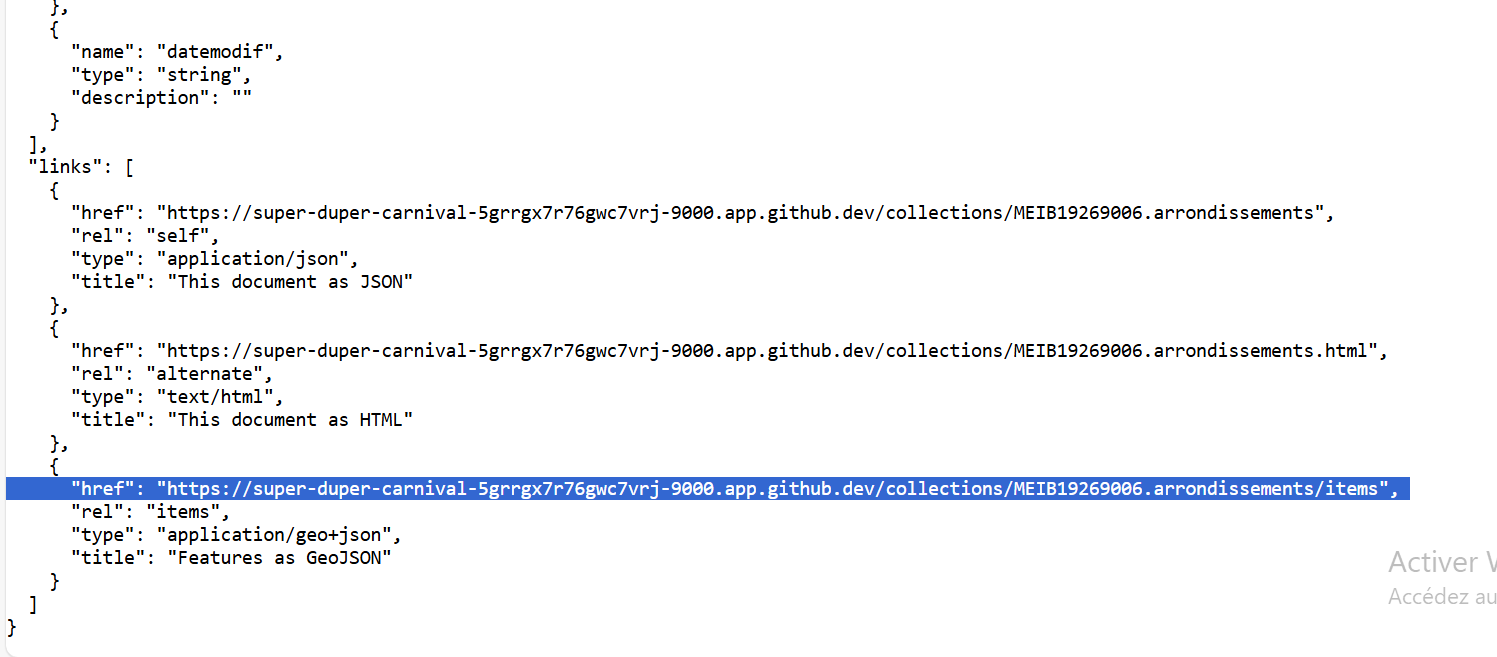 },
{
"name": "datemodif",
"type": "string",
"description": ""
}
],
"links": [
{
"href": "https://super-duper-carnival-5grrgx7r76gwc7vrj-9000.app.github.dev/collections/MEIB19269006.arrondissements",
"rel": "self",
"type": "application/json",
"title": "This document as JSON"
},
{
"href": "https://super-duper-carnival-5grrgx7r76gwc7vrj-9000.app.github.dev/collections/MEIB19269006.arrondissements.html",
"rel": "alternate",
"type": "text/html",
"title": "This document as HTML"
},
{
"href": "https://super-duper-carnival-5grrgx7r76gwc7vrj-9000.app.github.dev/collections/MEIB19269006.arrondissements/items",
"rel": "items",
"type": "application/geo+json",
"title": "Features as GeoJSON"
}
]
}
Activer
Accédez au